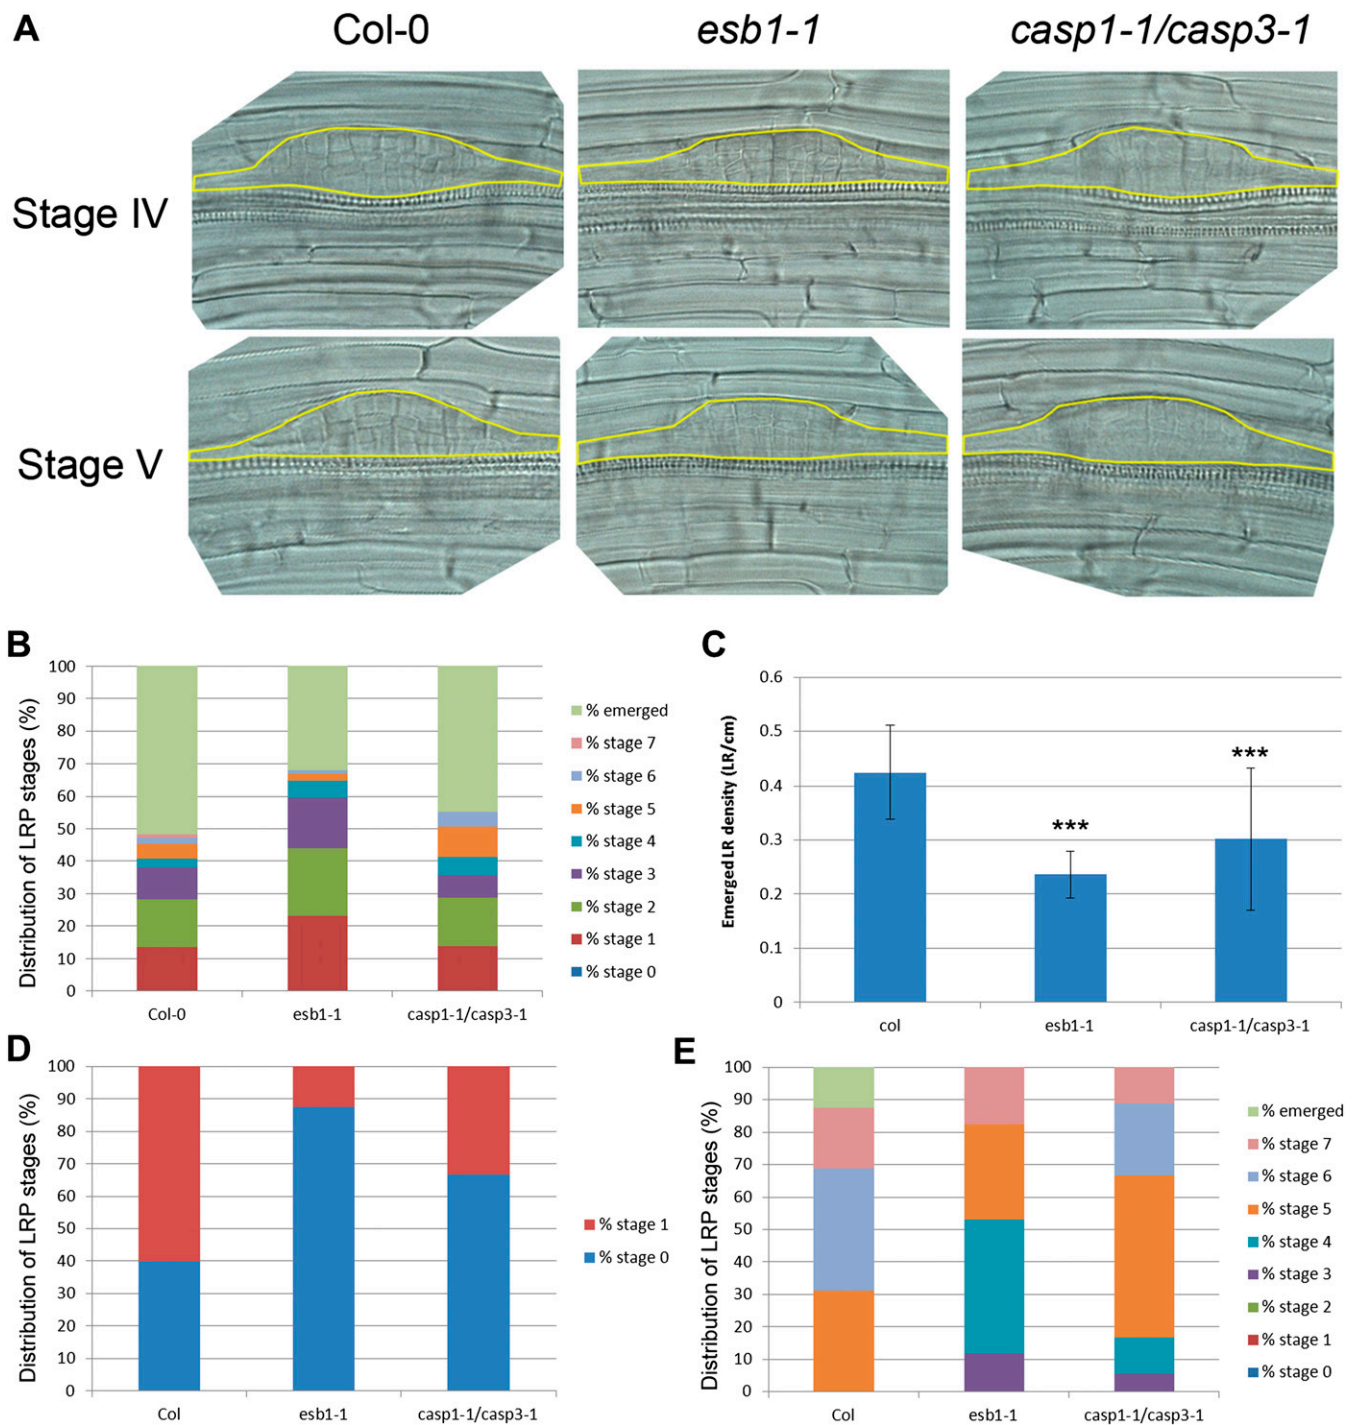 A
Col-0 esb1-1 casp1-1/casp3-1
Stage IV
Stage V
B
Distribution of LRP stages (%)
100
90
80
70
60
50
40
30
20
10
0
Col-0 esb1-1 casp1-1/casp3-1
% emerged
% stage 7
% stage 6
% stage 5
% stage 4
% stage 3
% stage 2
% stage 1
% stage 0
C
Emerged LR density (LR/cm)
0.6
0.5
0.4
0.3
0.2
0.1
0
***
***
col esb1-1 casp1-1/casp3-1
D
Distribution of LRP stages (%)
100
90
80
70
60
50
40
30
20
10
0
Col esb1-1 casp1-1/casp3-1
% stage 1
% stage 0
E
Distribution of LRP stages (%)
100
90
80
70
60
50
40
30
20
10
0
Col esb1-1 casp1-1/casp3-1
% emerged
% stage 7
% stage 6
% stage 5
% stage 4
% stage 3
% stage 2
% stage 1
% stage 0